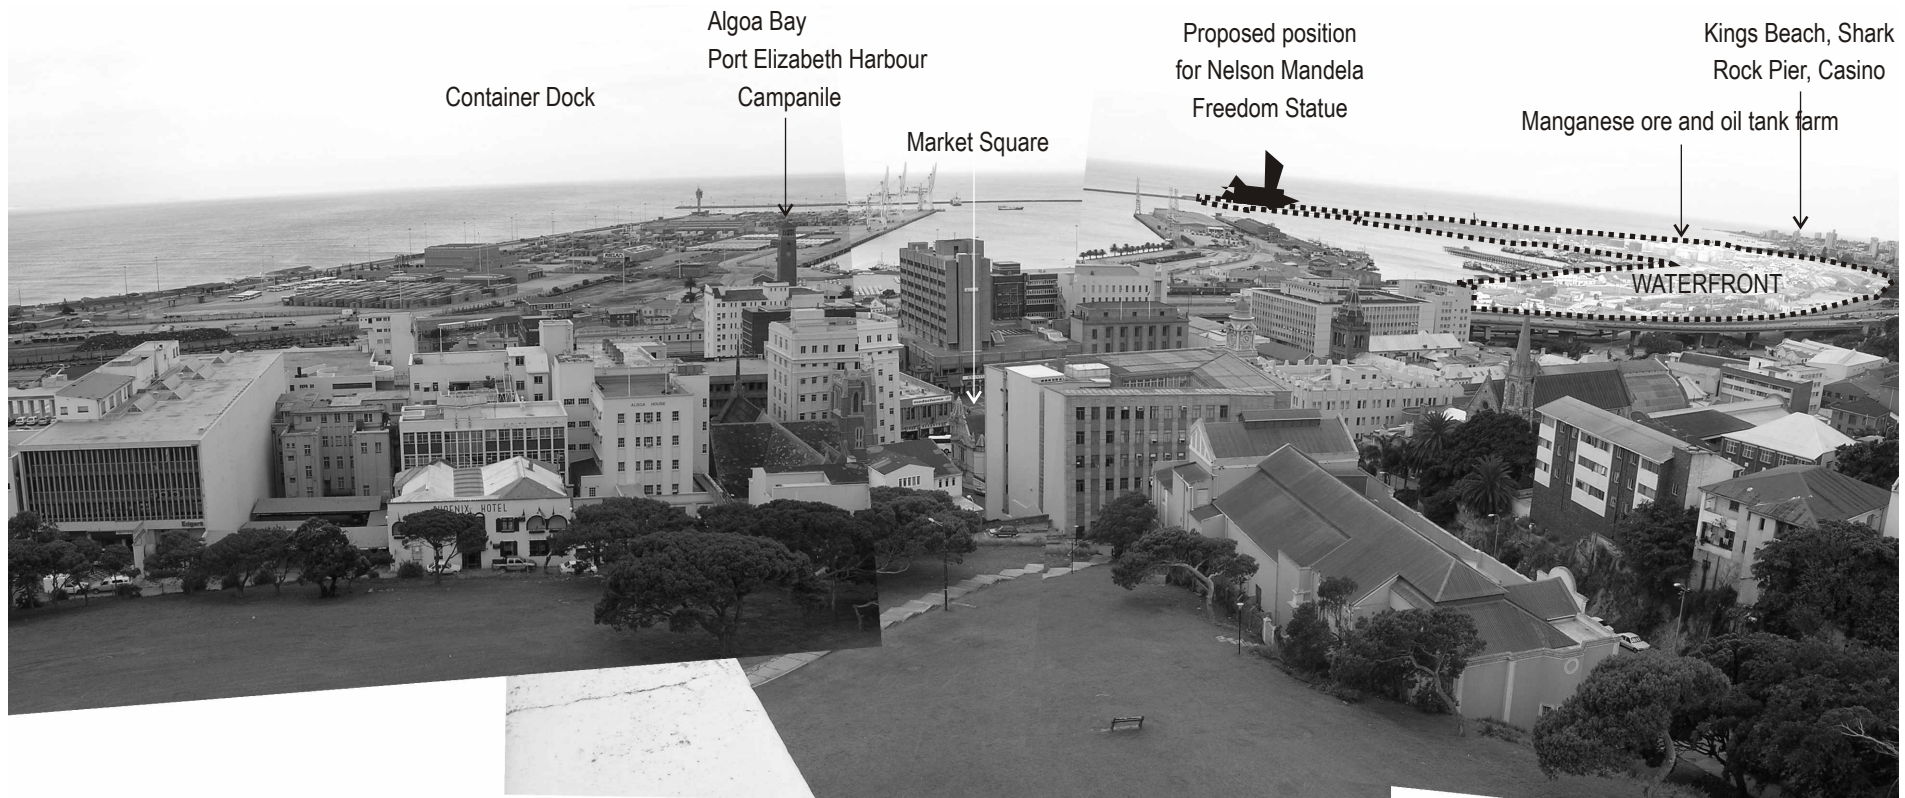 Algoa Bay
Port Elizabeth Harbour
Campanile
Container Dock
Market Square
Proposed position
for Nelson Mandela
Freedom Statue
Kings Beach, Shark
Rock Pier, Casino
Manganese ore and oil tank farm
WATERFRONT
ALGOA HOUSE
PHOENIX HOTEL